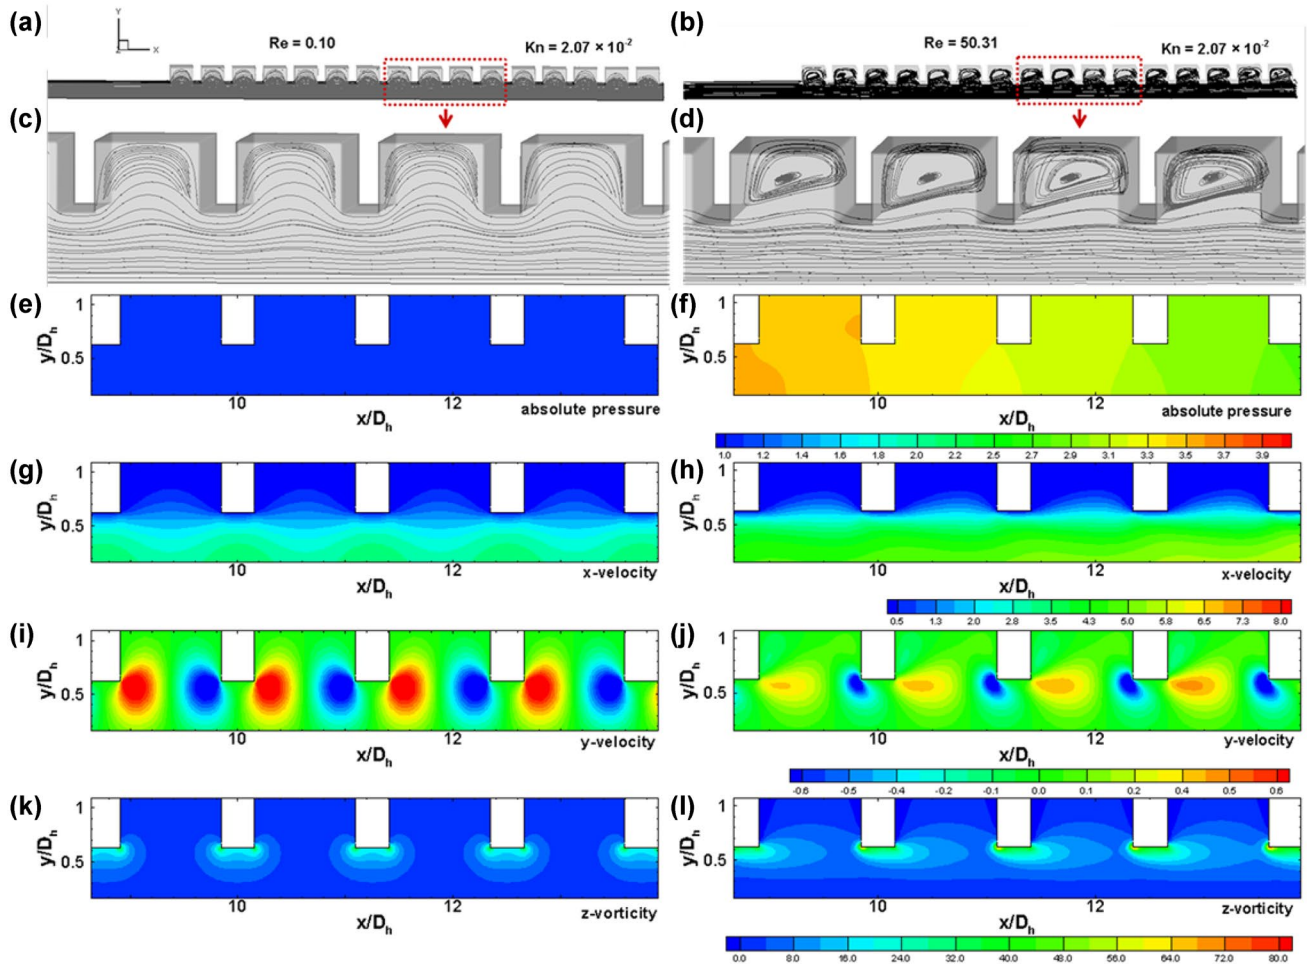 (a)
Y
X
Z
Re = 0.10
Kn = 2.07 × 10-2
(b)
Re = 50.31
Kn = 2.07 × 10-2
(c)
(d)
(e)
1
0.5
y/Dh
10
12
x/Dh
absolute pressure
(f)
1
0.5
y/Dh
10
12
x/Dh
absolute pressure
1.0 1.2 1.4 1.6 1.8 2.0 2.2 2.5 2.7 2.9 3.1 3.3 3.5 3.7 3.9
(g)
1
0.5
y/Dh
10
12
x/Dh
x-velocity
(h)
1
0.5
y/Dh
10
12
x/Dh
x-velocity
0.5 1.3 2.0 2.8 3.5 4.3 5.0 5.8 6.5 7.3 8.0
(i)
1
0.5
y/Dh
10
12
x/Dh
y-velocity
(j)
1
0.5
y/Dh
10
12
x/Dh
y-velocity
-0.6 -0.5 -0.4 -0.2 -0.1 0.0 0.1 0.2 0.4 0.5 0.6
(k)
1
0.5
y/Dh
10
12
x/Dh
z-vorticity
(l)
1
0.5
y/Dh
10
12
x/Dh
z-vorticity
0.0 8.0 16.0 24.0 32.0 40.0 48.0 56.0 64.0 72.0 80.0